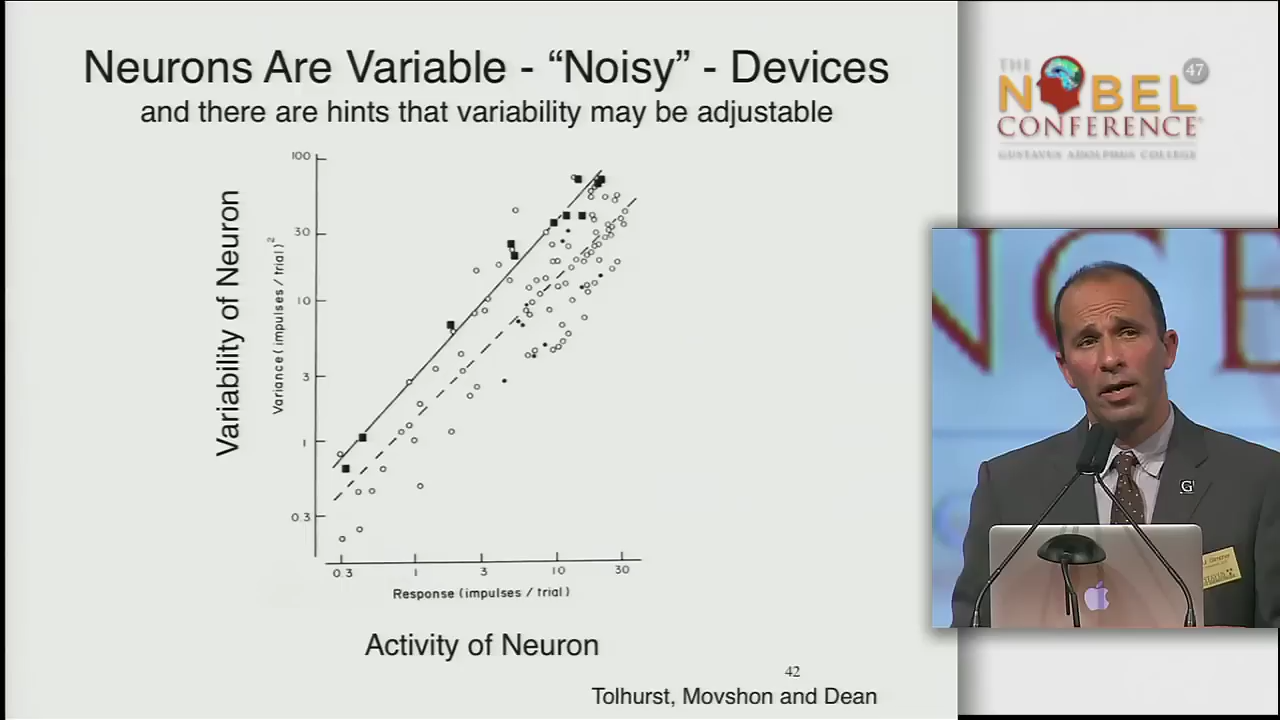 Neurons Are Variable - “Noisy” - Devices
and there are hints that variability may be adjustable
Variability of Neuron
Variance (impulses / trial)²
100
30
10
3
1
0.3
0.3
1
3
10
30
Response (impulses / trial)
Activity of Neuron
42
Tolhurst, Movshon and Dean
THE
47
NOBEL
CONFERENCE
GUSTAVUS ADOLPHUS COLLEGE
NCE
G